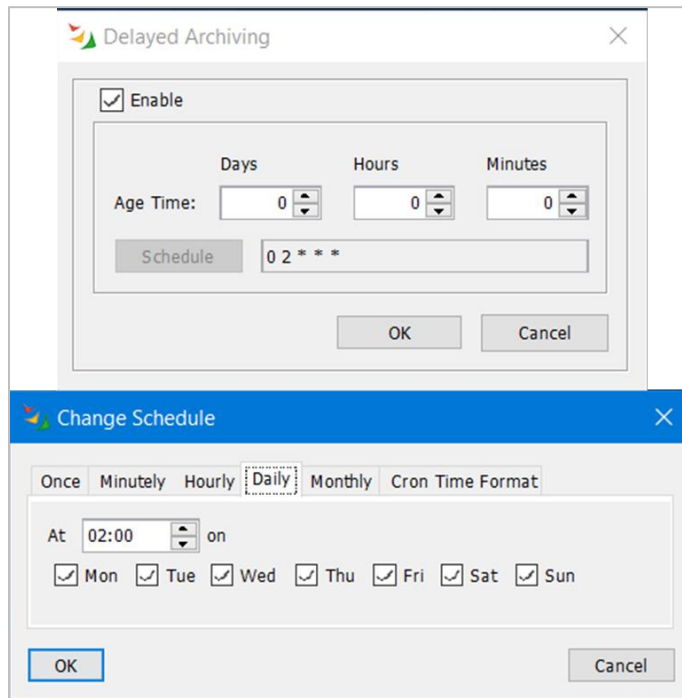 Delayed Archiving
Enable
Days Hours Minutes
Age Time: 0 0 0
Schedule 0 2 * * *
OK Cancel
Change Schedule
Once Minutely Hourly Daily Monthly Cron Time Format
At 02:00 on
Mon Tue Wed Thu Fri Sat Sun
OK Cancel